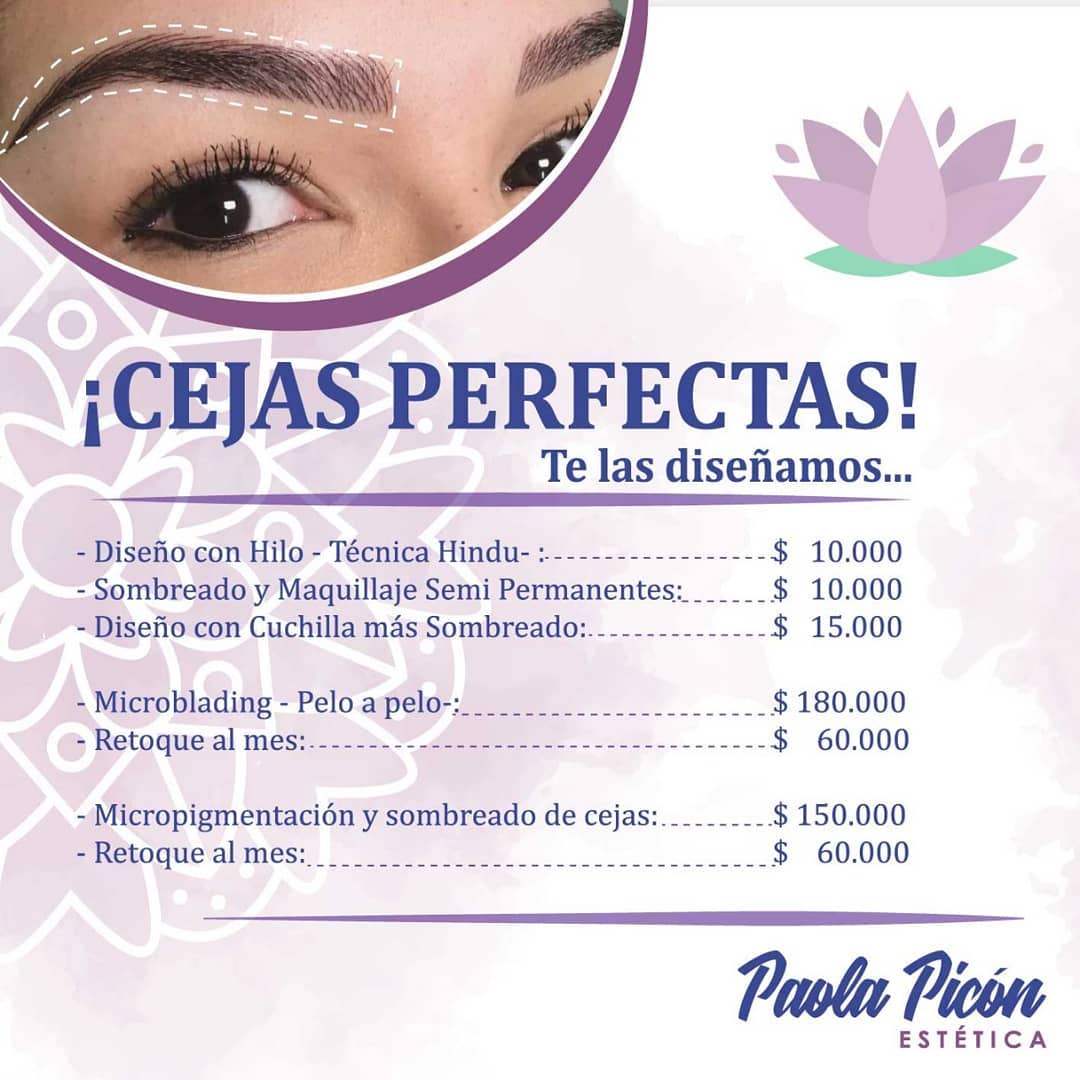 ¡CEJAS PERFECTAS!
Te las diseñamos...
- Diseño con Hilo - Técnica Hindu- : $ 10.000
- Sombreado y Maquillaje Semi Permanentes: $ 10.000
- Diseño con Cuchilla más Sombreado: $ 15.000
- Microblading - Pelo a pelo-: $ 180.000
- Retoque al mes: $ 60.000
- Micropigmentación y sombreado de cejas: $ 150.000
- Retoque al mes: $ 60.000
Paola Picón
ESTÉTICA